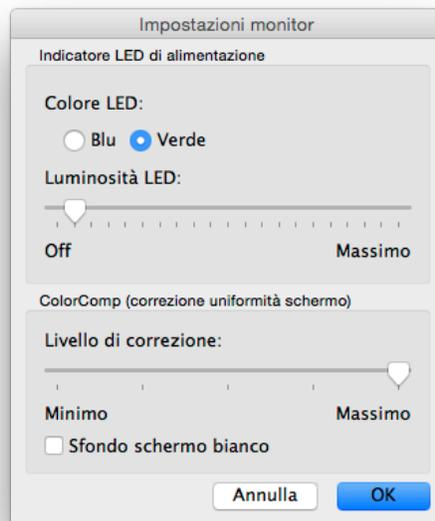 Impostazioni monitor
Indicatore LED di alimentazione
Colore LED:
Blu Verde
Luminosità LED:
Off Massimo
ColorComp (correzione uniformità schermo)
Livello di correzione:
Minimo Massimo
Sfondo schermo bianco
Annulla OK